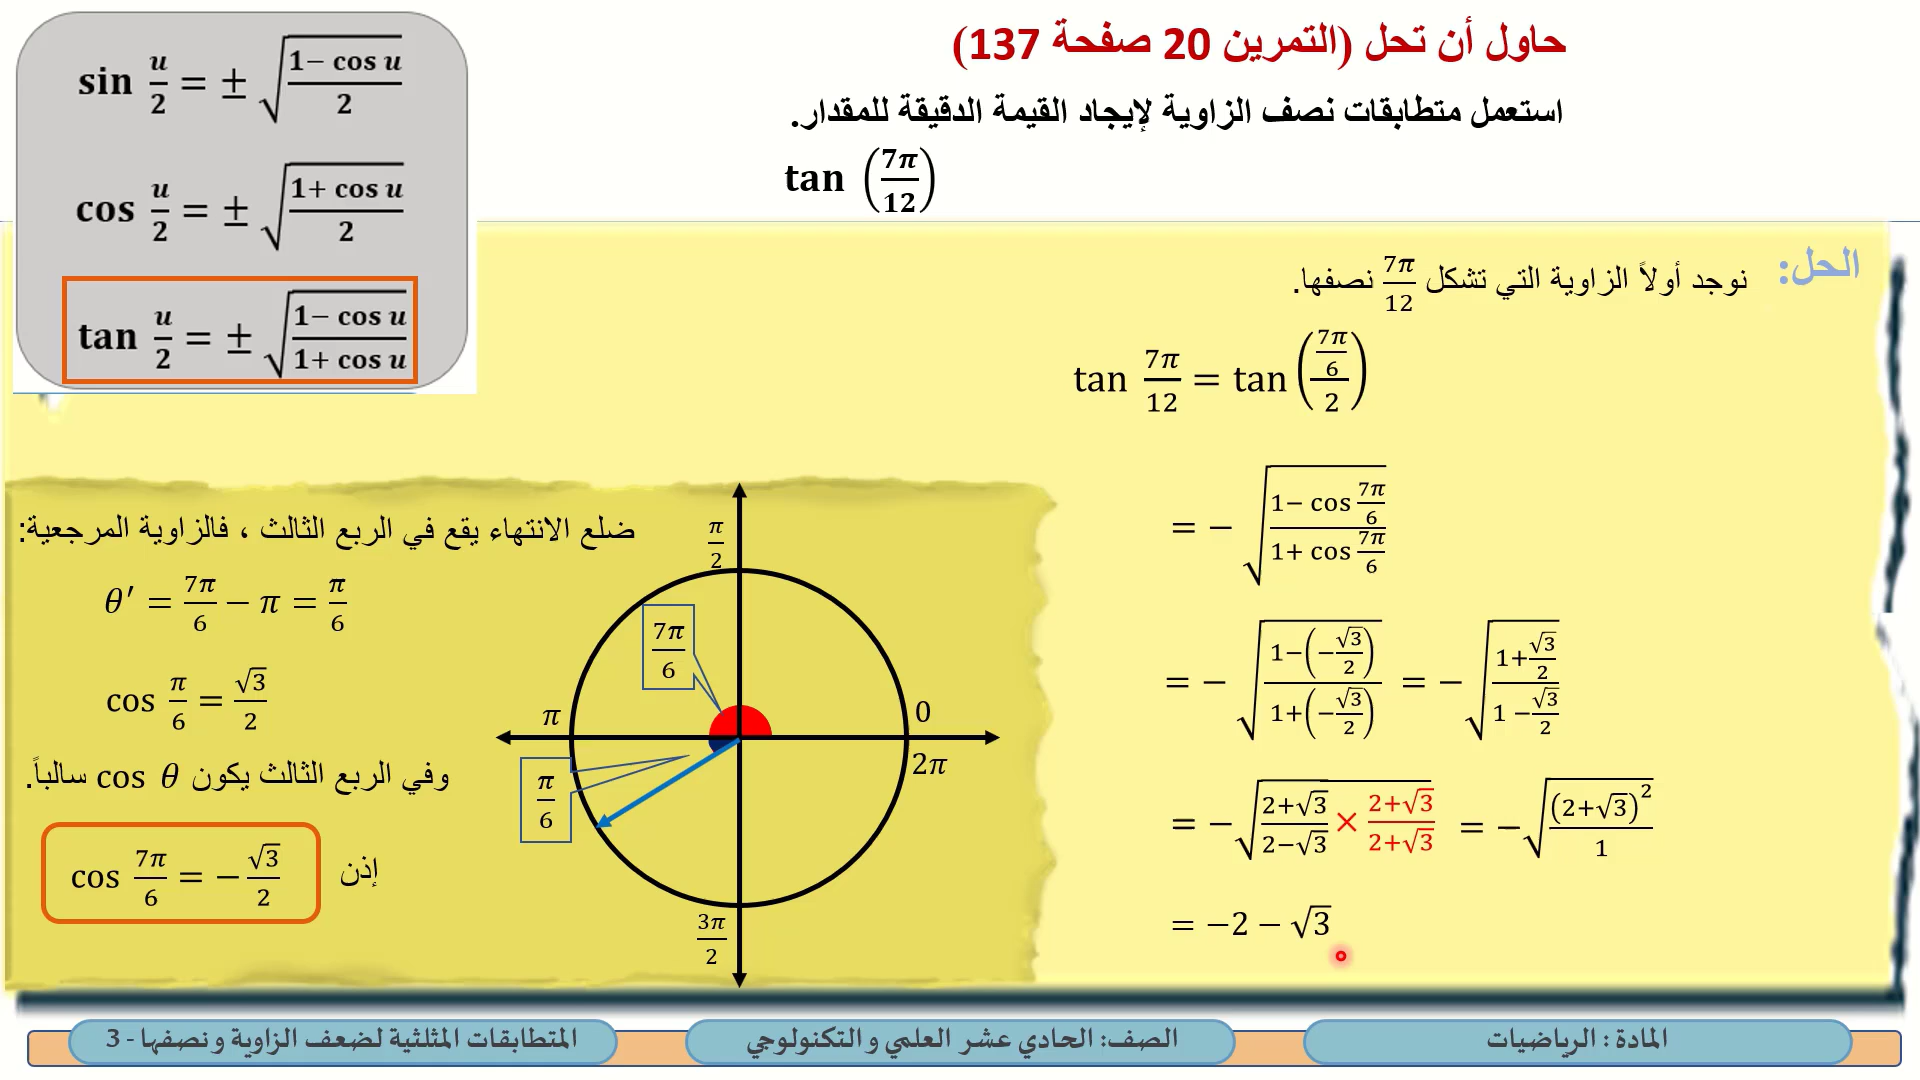 حاول أن تحل (التمرين 20 صفحة 137)
استعمل متطابقات نصف الزاوية لإيجاد القيمة الدقيقة للمقدار.
tan (7π/12)
sin u/2 = ± √((1− cos u)/2)
cos u/2 = ± √((1+ cos u)/2)
tan u/2 = ± √((1− cos u)/(1+ cos u))
الحل:
نوجد أولاً الزاوية التي تشكل 7π/12 نصفها.
tan 7π/12 = tan ((7π/6)/2)
= − √((1− cos 7π/6)/(1+ cos 7π/6))
= − √((1−(−√3/2))/(1+(−√3/2))) = − √((1+√3/2)/(1 −√3/2))
= −√((2+√3)/(2−√3) × (2+√3)/(2+√3)) = −√((2+√3)²/1)
= −2 − √3
ضلع الانتهاء يقع في الربع الثالث ، فالزاوية المرجعية:
θ′ = 7π/6 − π = π/6
cos π/6 = √3/2
وفي الربع الثالث يكون cos θ سالباً.
إذن cos 7π/6 = − √3/2
π/2
7π/6
π
0
2π
π/6
3π/2
المادة : الرياضيات
الصف: الحادي عشر العلمي والتكنولوجي
المتطابقات المثلثية لضعف الزاوية ونصفها - 3